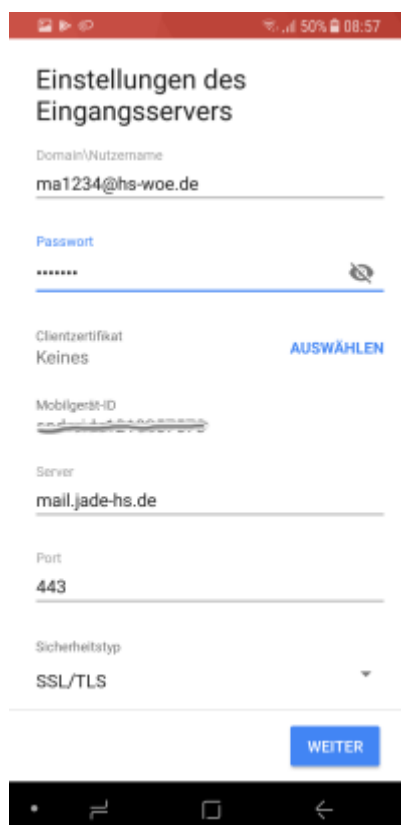 50% 08:57
Einstellungen des
Eingangsservers
Domain\Nutzername
ma1234@hs-woe.de
Passwort
•••••••
Clientzertifikat
Keines
AUSWÄHLEN
Mobilgerät-ID
Server
mail.jade-hs.de
Port
443
Sicherheitstyp
SSL/TLS
WEITER